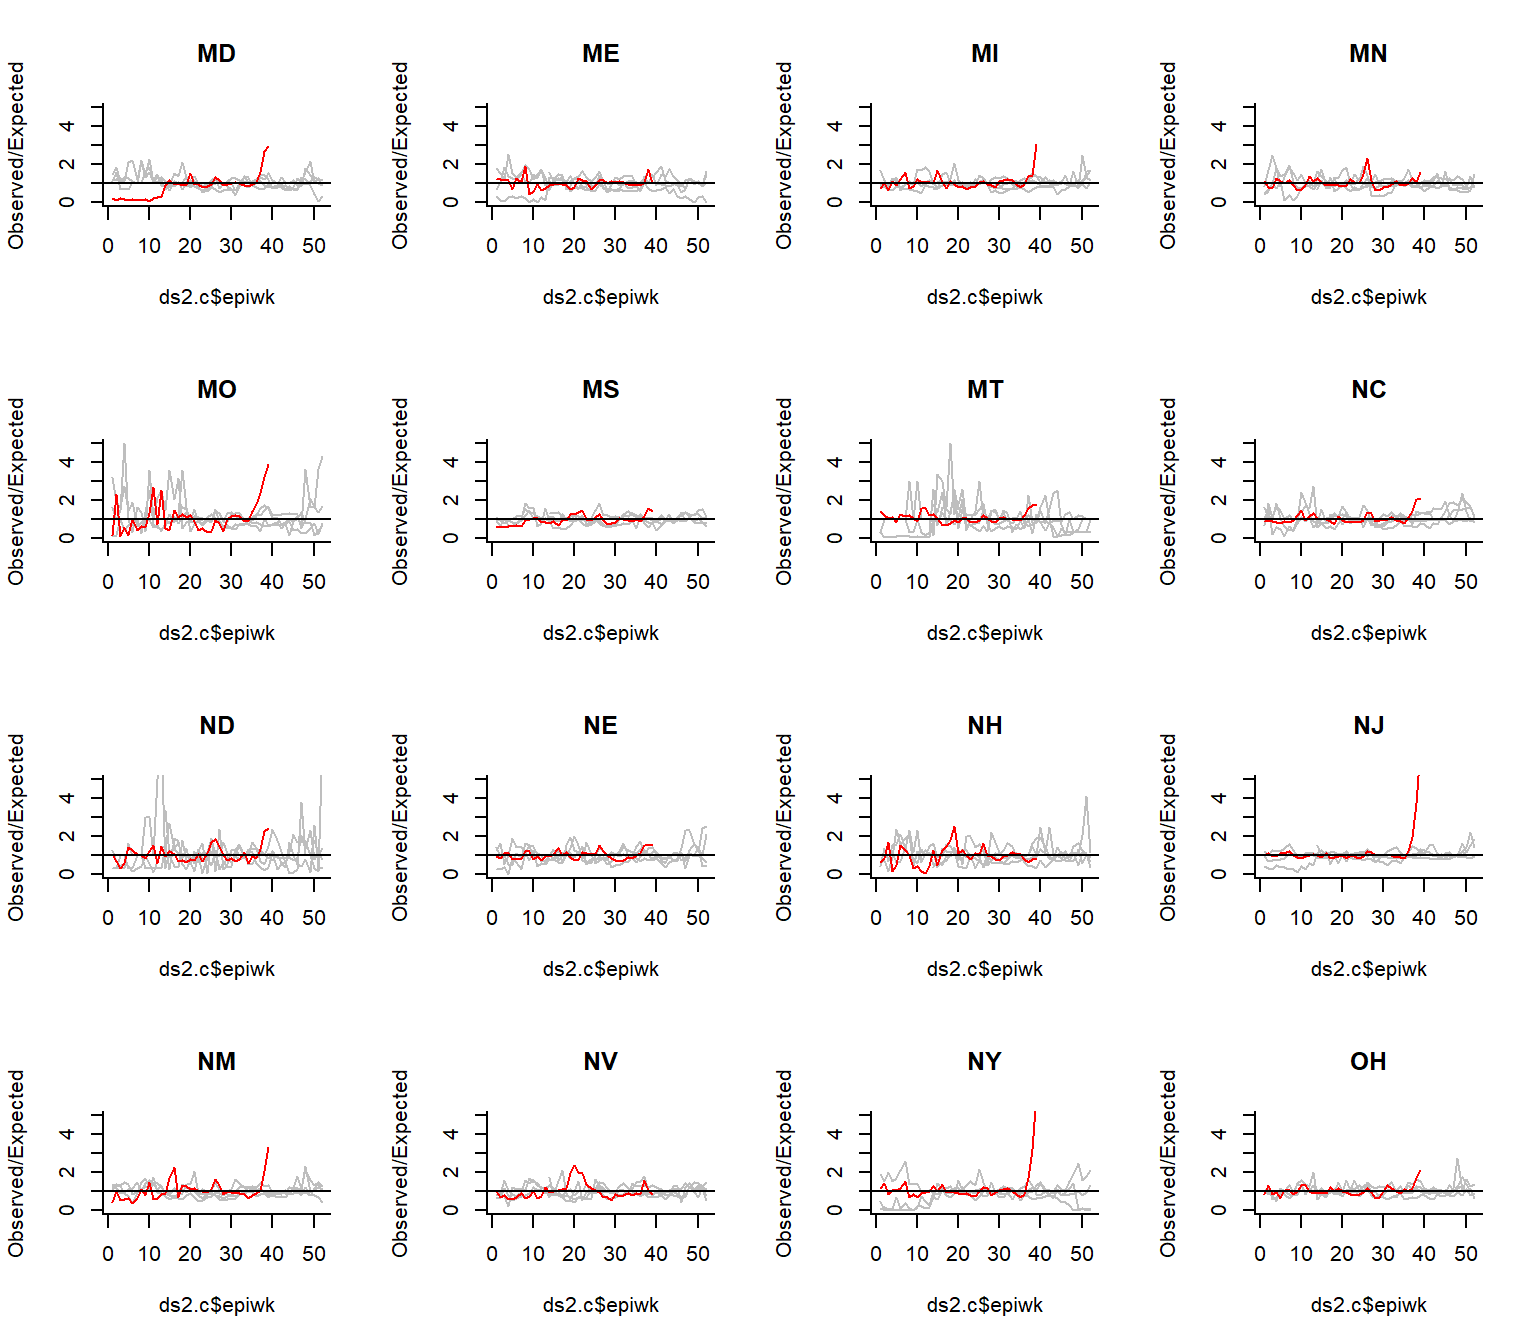 MD ME MI MN
Observed/Expected Observed/Expected Observed/Expected Observed/Expected
4 4 4 4
2 2 2 2
0 0 0 0
0 10 20 30 40 50 0 10 20 30 40 50 0 10 20 30 40 50 0 10 20 30 40 50
ds2.c$epiwk ds2.c$epiwk ds2.c$epiwk ds2.c$epiwk
MO MS MT NC
Observed/Expected Observed/Expected Observed/Expected Observed/Expected
4 4 4 4
2 2 2 2
0 0 0 0
0 10 20 30 40 50 0 10 20 30 40 50 0 10 20 30 40 50 0 10 20 30 40 50
ds2.c$epiwk ds2.c$epiwk ds2.c$epiwk ds2.c$epiwk
ND NE NH NJ
Observed/Expected Observed/Expected Observed/Expected Observed/Expected
4 4 4 4
2 2 2 2
0 0 0 0
0 10 20 30 40 50 0 10 20 30 40 50 0 10 20 30 40 50 0 10 20 30 40 50
ds2.c$epiwk ds2.c$epiwk ds2.c$epiwk ds2.c$epiwk
NM NV NY OH
Observed/Expected Observed/Expected Observed/Expected Observed/Expected
4 4 4 4
2 2 2 2
0 0 0 0
0 10 20 30 40 50 0 10 20 30 40 50 0 10 20 30 40 50 0 10 20 30 40 50
ds2.c$epiwk ds2.c$epiwk ds2.c$epiwk ds2.c$epiwk